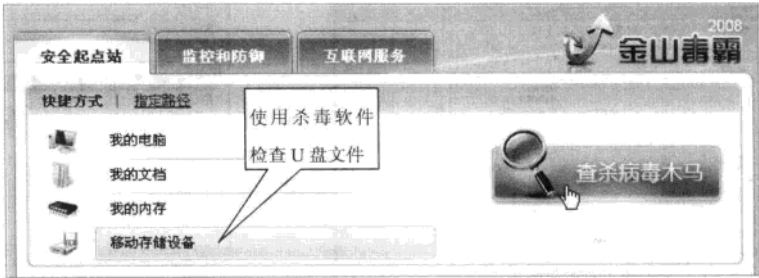 2008
金山毒霸
安全起点站 监控和防御 互联网服务
快捷方式 | 指定路径
使用杀毒软件
检查U盘文件
我的电脑
我的文档
我的内存
移动存储设备
查杀病毒木马